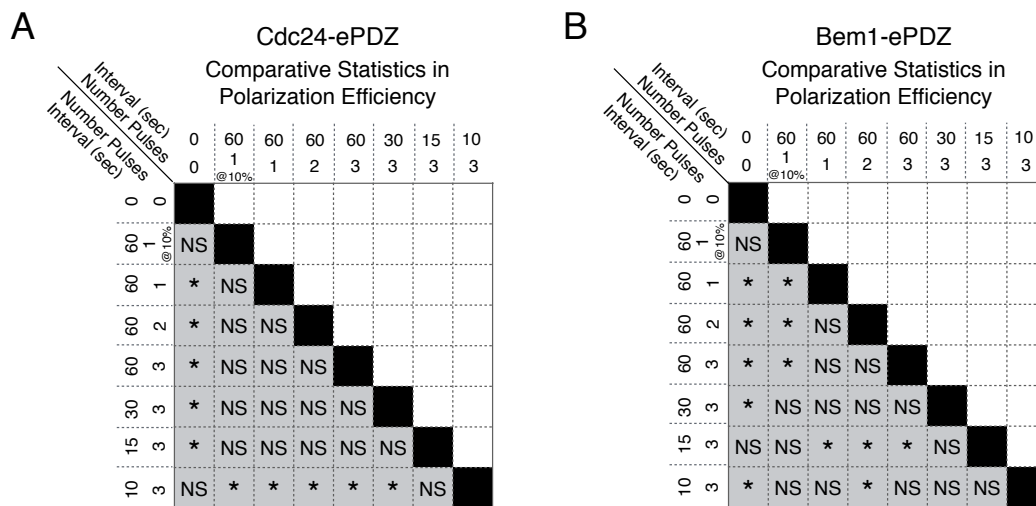 A
Cdc24-ePDZ
Comparative Statistics in
Polarization Efficiency
Interval (sec)
Number Pulses
Number Pulses
Interval (sec)
0 60 60 60 60 30 15 10
0 1 1 2 3 3 3 3
@10%
0 0
60 1 @10% NS
60 1 * NS
60 2 * NS NS
60 3 * NS NS NS
30 3 * NS NS NS NS
15 3 * NS NS NS NS NS
10 3 NS * * * * * NS
B
Bem1-ePDZ
Comparative Statistics in
Polarization Efficiency
Interval (sec)
Number Pulses
Number Pulses
Interval (sec)
0 60 60 60 60 30 15 10
0 1 1 2 3 3 3 3
@10%
0 0
60 1 @10% NS
60 1 * *
60 2 * * NS
60 3 * * NS NS
30 3 * NS NS NS NS
15 3 NS NS * * * NS
10 3 * NS NS * NS NS NS